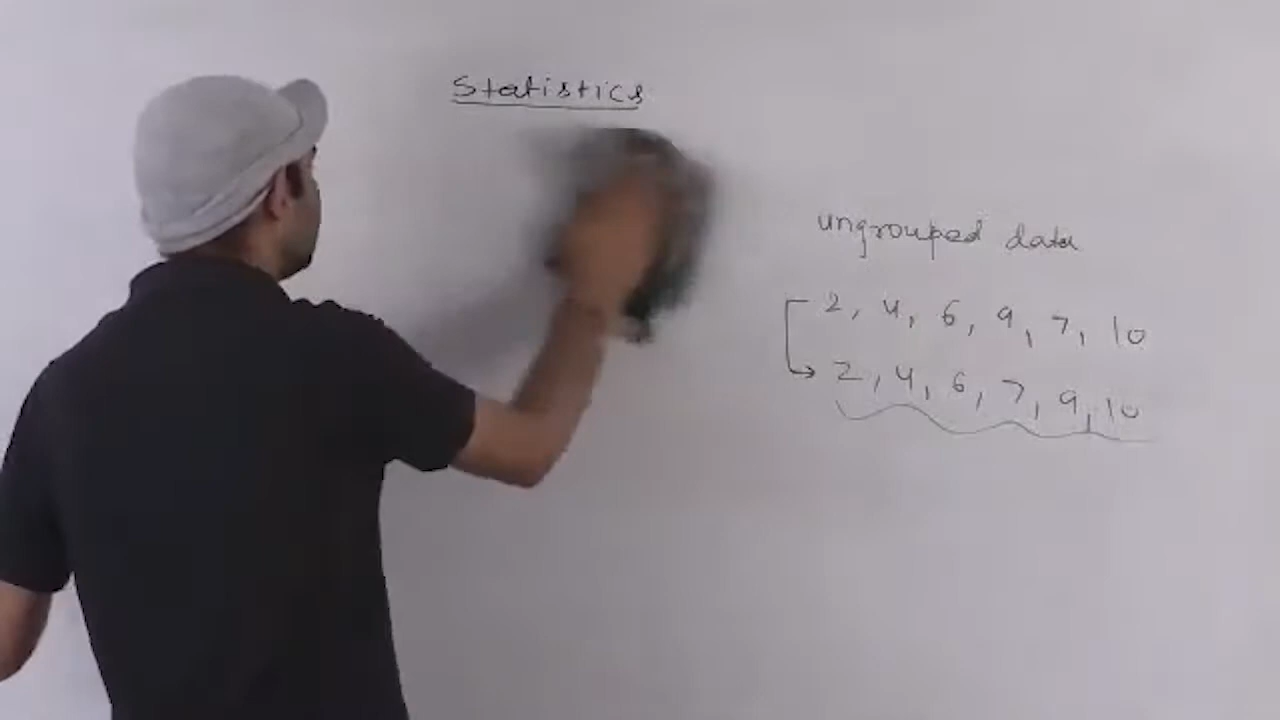 Statistics
ungrouped data
2, 4, 6, 9, 7, 10
2, 4, 6, 7, 9, 10